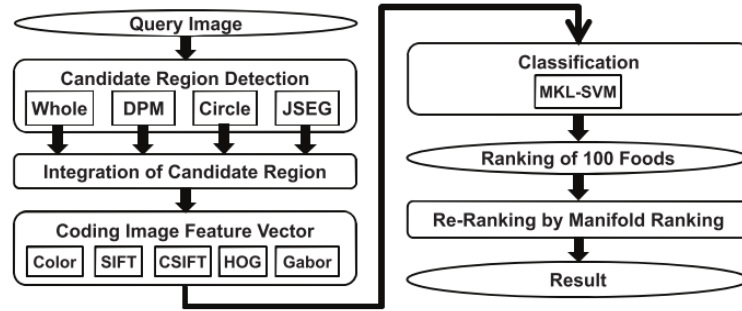 Query Image
Candidate Region Detection
Whole DPM Circle JSEG
Integration of Candidate Region
Coding Image Feature Vector
Color SIFT CSIFT HOG Gabor
Classification
MKL-SVM
Ranking of 100 Foods
Re-Ranking by Manifold Ranking
Result